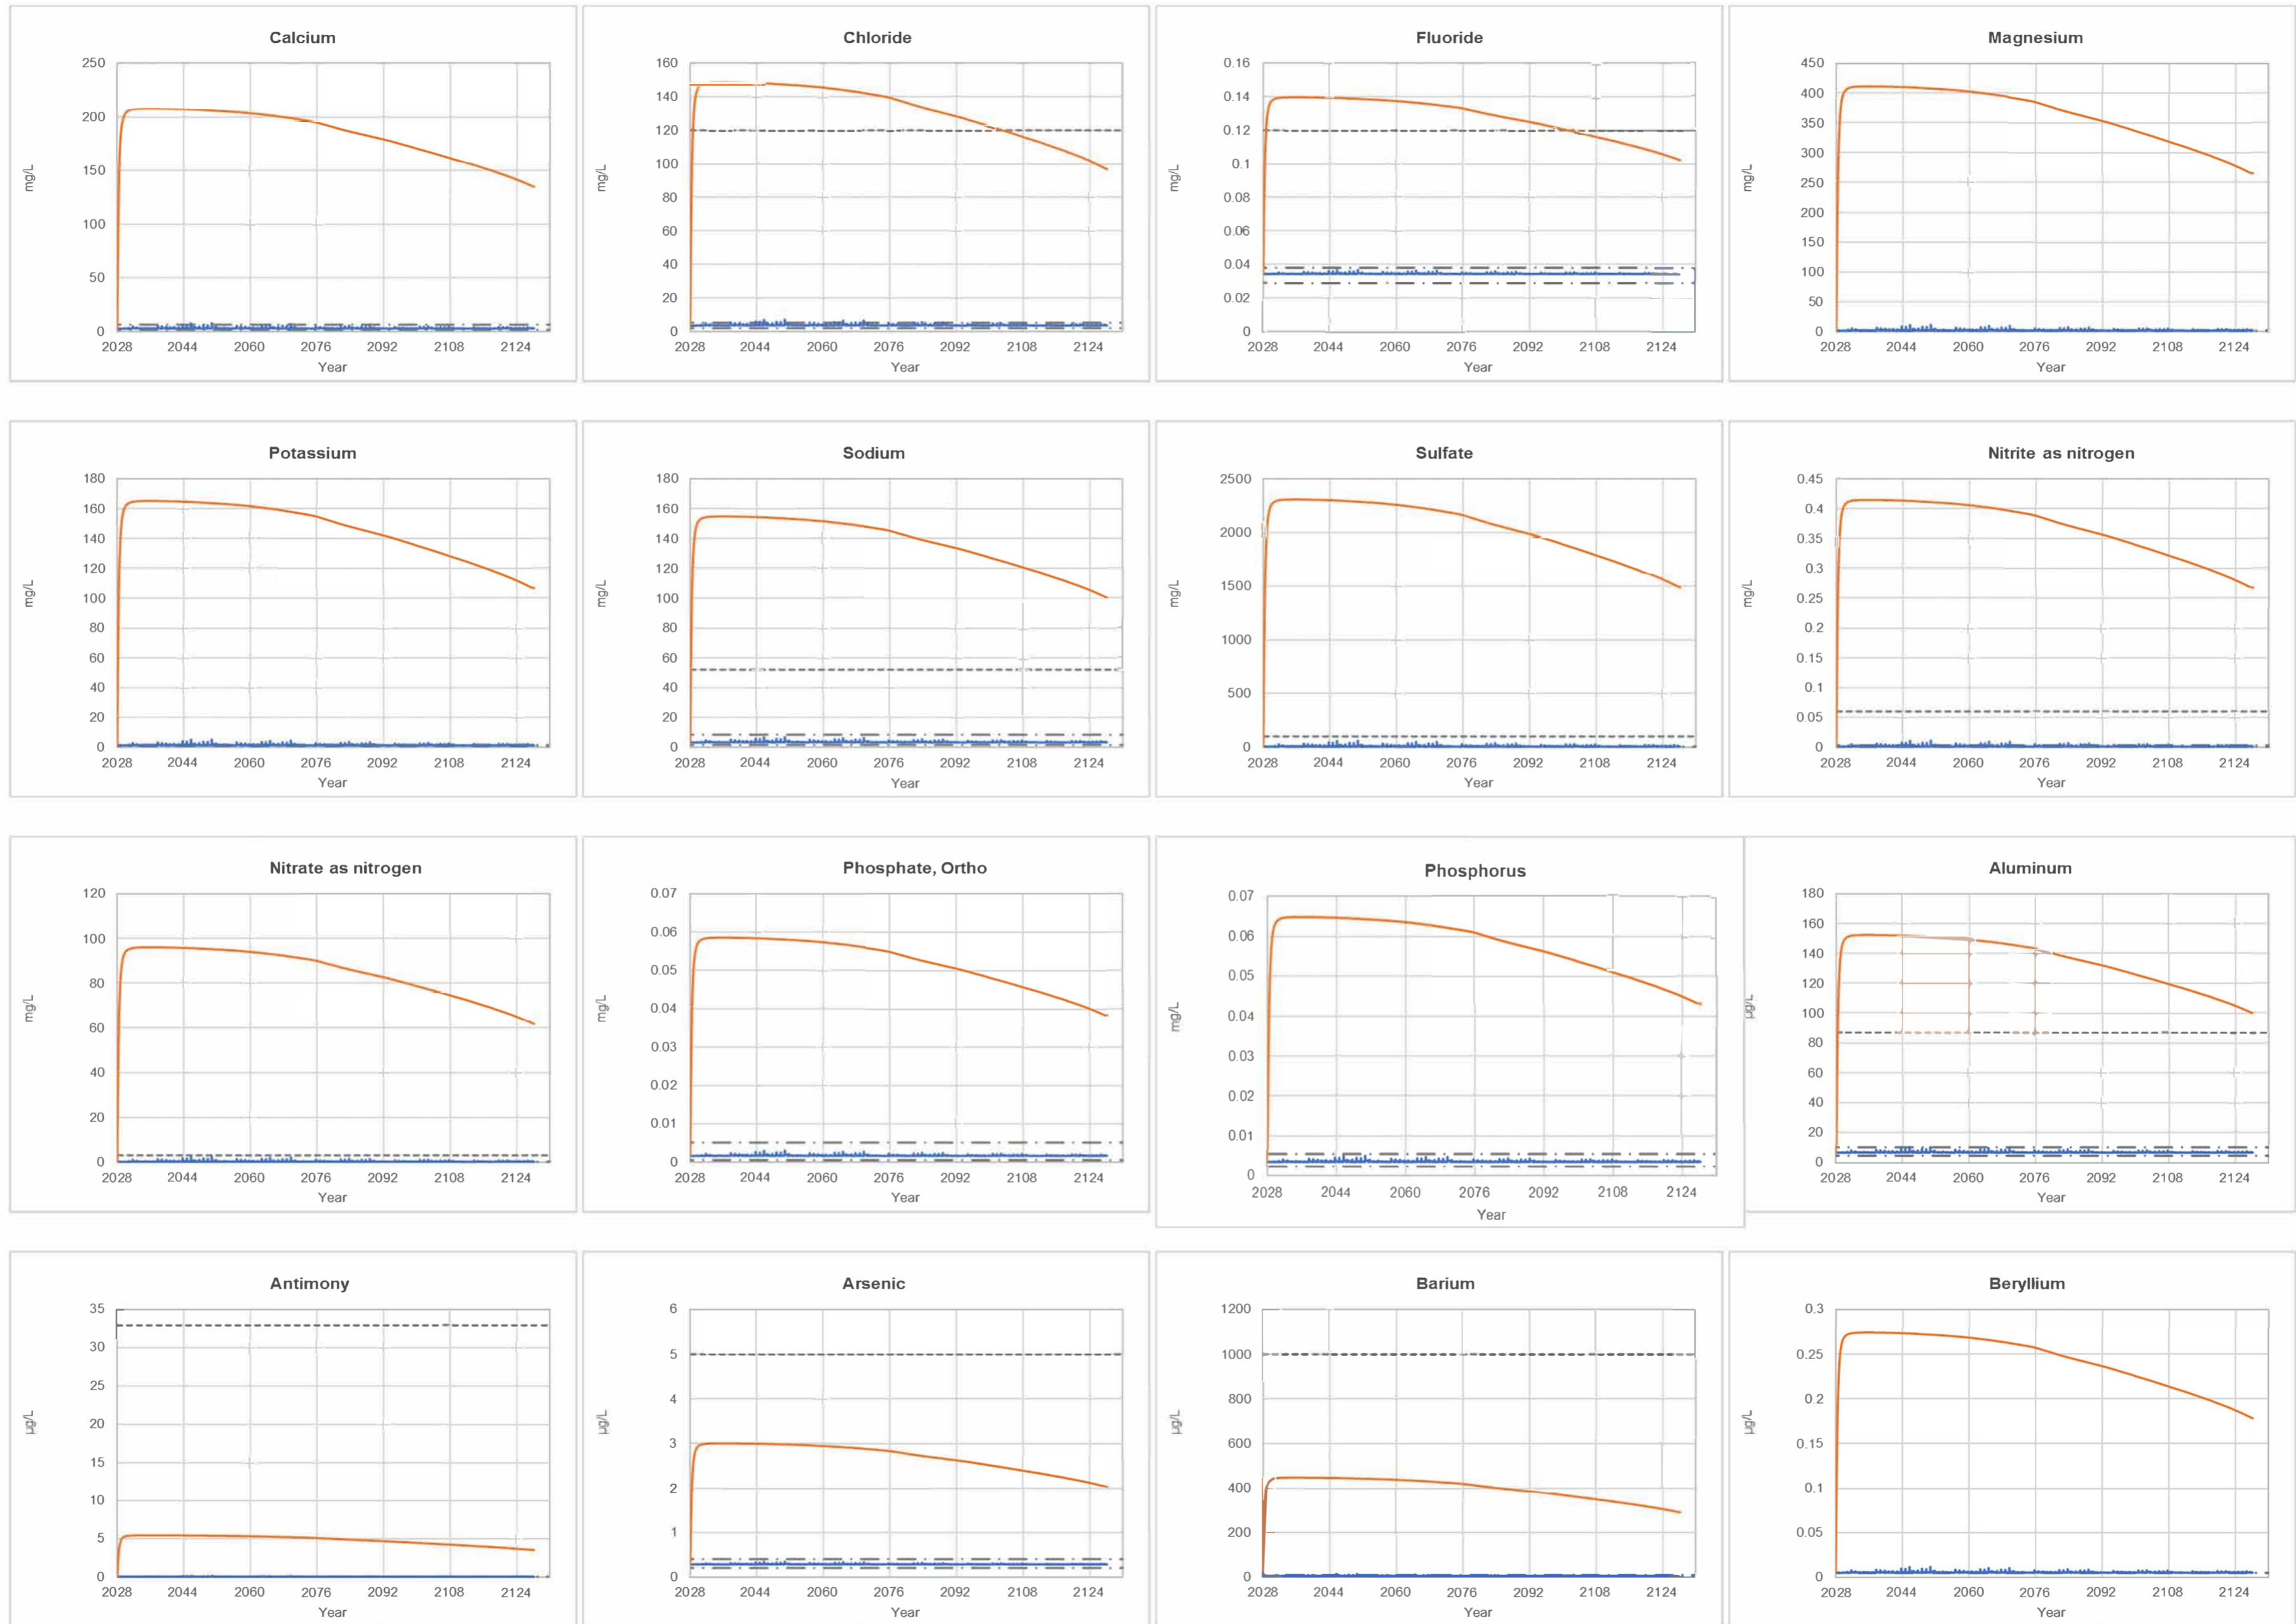 Calcium
250
200
150
100
50
0
mg/L
2028 2044 2060 2076 2092 2108 2124
Year
Chloride
160
140
120
100
80
60
40
20
0
mg/L
2028 2044 2060 2076 2092 2108 2124
Year
Fluoride
0.16
0.14
0.12
0.1
0.08
0.06
0.04
0.02
0
mg/L
2028 2044 2060 2076 2092 2108 2124
Year
Magnesium
450
400
350
300
250
200
150
100
50
0
mg/L
2028 2044 2060 2076 2092 2108 2124
Year
Potassium
180
160
140
120
100
80
60
40
20
0
mg/L
2028 2044 2060 2076 2092 2108 2124
Year
Sodium
180
160
140
120
100
80
60
40
20
0
mg/L
2028 2044 2060 2076 2092 2108 2124
Year
Sulfate
2500
2000
1500
1000
500
0
mg/L
2028 2044 2060 2076 2092 2108 2124
Year
Nitrite as nitrogen
0.45
0.4
0.35
0.3
0.25
0.2
0.15
0.1
0.05
0
mg/L
2028 2044 2060 2076 2092 2108 2124
Year
Nitrate as nitrogen
120
100
80
60
40
20
0
mg/L
2028 2044 2060 2076 2092 2108 2124
Year
Phosphate, Ortho
0.07
0.06
0.05
0.04
0.03
0.02
0.01
0
mg/L
2028 2044 2060 2076 2092 2108 2124
Year
Phosphorus
0.07
0.06
0.05
0.04
0.03
0.02
0.01
0
mg/L
2028 2044 2060 2076 2092 2108 2124
Year
Aluminum
180
160
140
120
100
80
60
40
20
0
µg/L
2028 2044 2060 2076 2092 2108 2124
Year
Antimony
35
30
25
20
15
10
5
0
µg/L
2028 2044 2060 2076 2092 2108 2124
Year
Arsenic
6
5
4
3
2
1
0
µg/L
2028 2044 2060 2076 2092 2108 2124
Year
Barium
1200
1000
800
600
400
200
0
µg/L
2028 2044 2060 2076 2092 2108 2124
Year
Beryllium
0.3
0.25
0.2
0.15
0.1
0.05
0
µg/L
2028 2044 2060 2076 2092 2108 2124
Year